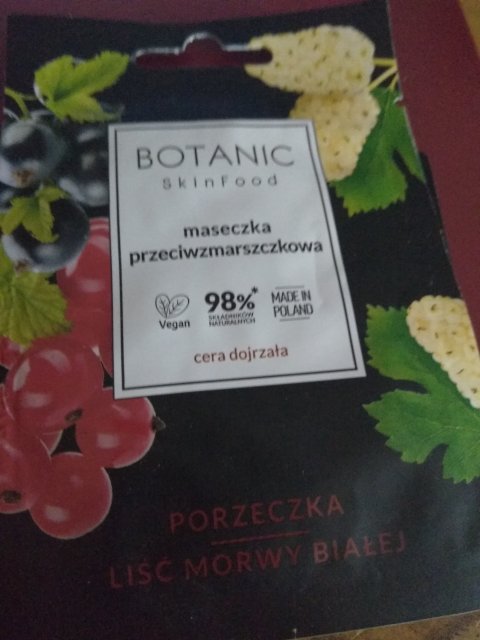 BOTANIC
SkinFood
maseczka
przeciwzmarszczkowa
Vegan
98%*
SKŁADNIKÓW
NATURALNYCH
MADE IN
POLAND
cera dojrzała
PORZECZKA
LIŚĆ MORWY BIAŁEJ